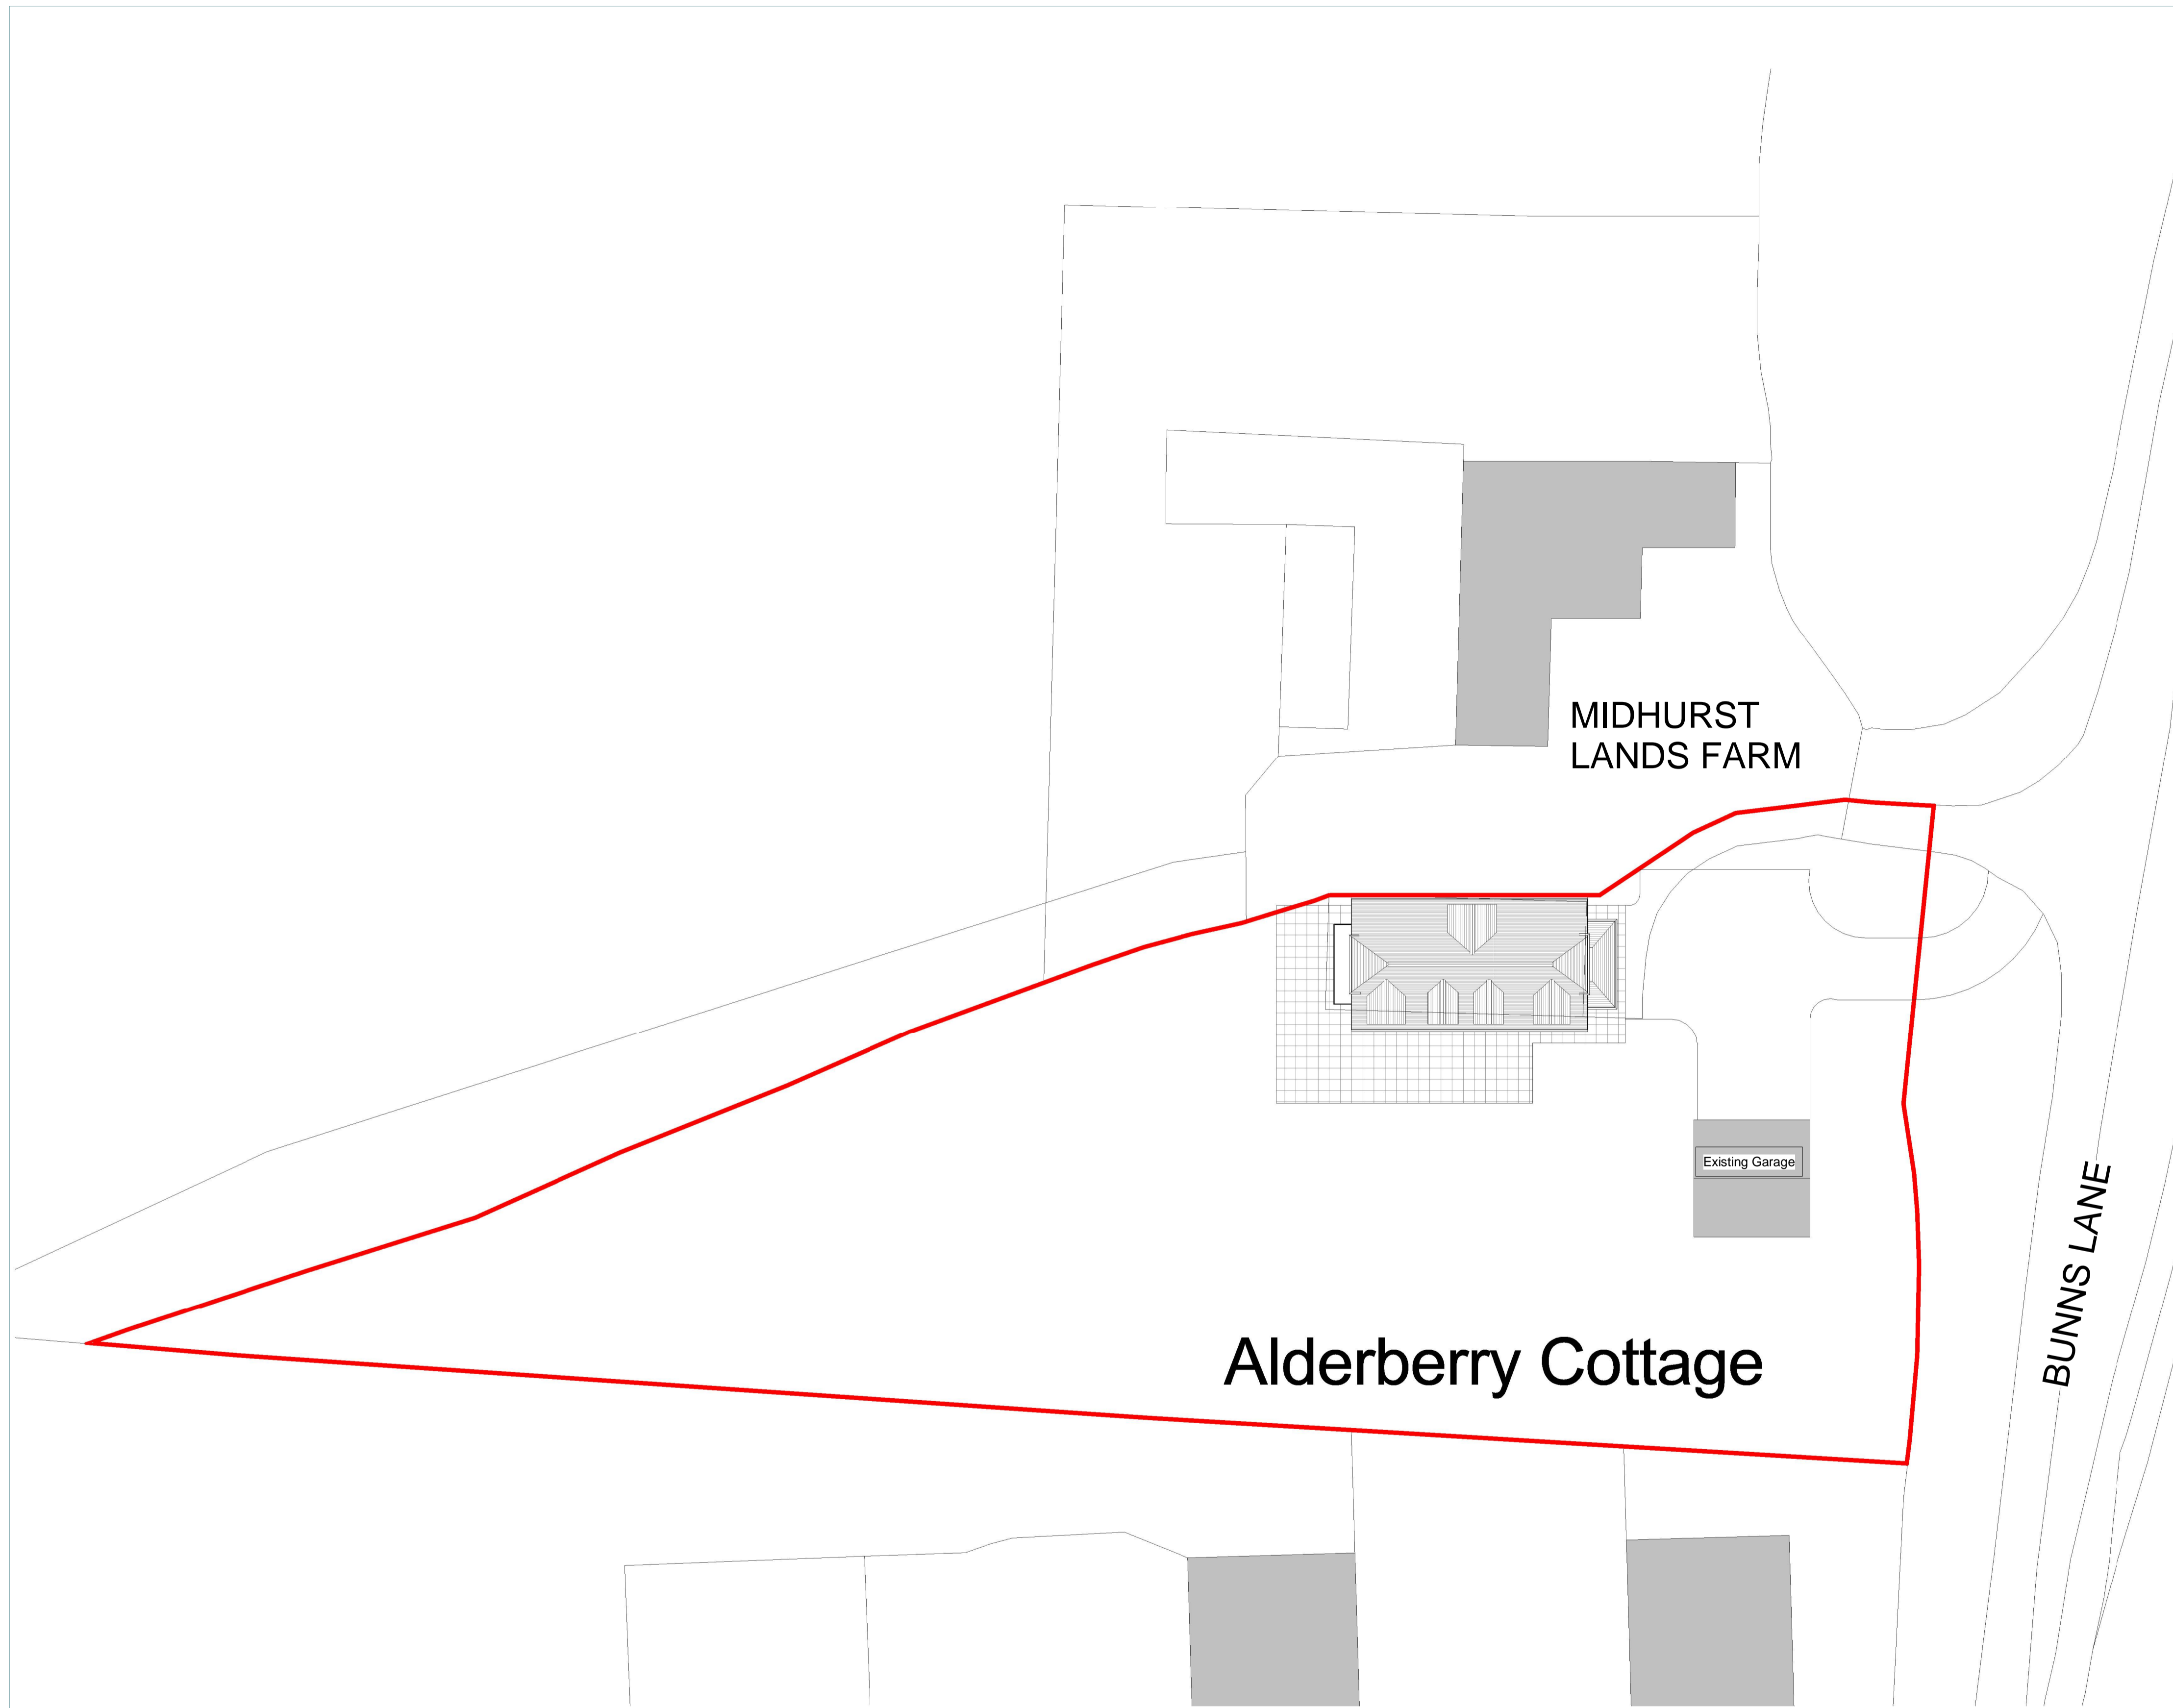 MIDHURST
LANDS FARM
Existing Garage
BUNNS LANE
Alderberry Cottage